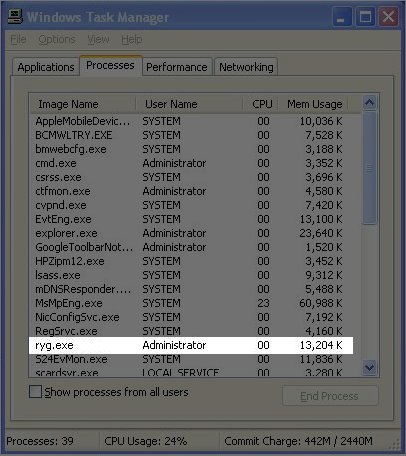 Windows Task Manager
File Options View Help
Applications Processes Performance Networking
Image Name User Name CPU Mem Usage
AppleMobileDevic... SYSTEM 00 10,036 K
BCMWLTRY.EXE SYSTEM 00 7,528 K
bmwebcfg.exe SYSTEM 00 3,188 K
cmd.exe Administrator 00 3,352 K
csrss.exe SYSTEM 00 3,696 K
ctfmon.exe Administrator 00 4,580 K
cvpnd.exe SYSTEM 00 7,420 K
EvtEng.exe SYSTEM 00 13,100 K
explorer.exe Administrator 00 23,640 K
GoogleToolbarNot... Administrator 00 1,520 K
HPZipm12.exe SYSTEM 00 3,452 K
lsass.exe SYSTEM 00 9,312 K
mDNSResponder.... SYSTEM 00 5,488 K
MsMpEng.exe SYSTEM 23 60,988 K
NicConfigSvc.exe SYSTEM 00 7,192 K
RegSrvc.exe SYSTEM 00 4,160 K
ryg.exe Administrator 00 13,204 K
S24EvMon.exe SYSTEM 00 11,836 K
scardsvr.exe LOCAL SERVICE 00 3,280 K
Show processes from all users End Process
Processes: 39 CPU Usage: 24% Commit Charge: 442M / 2440M